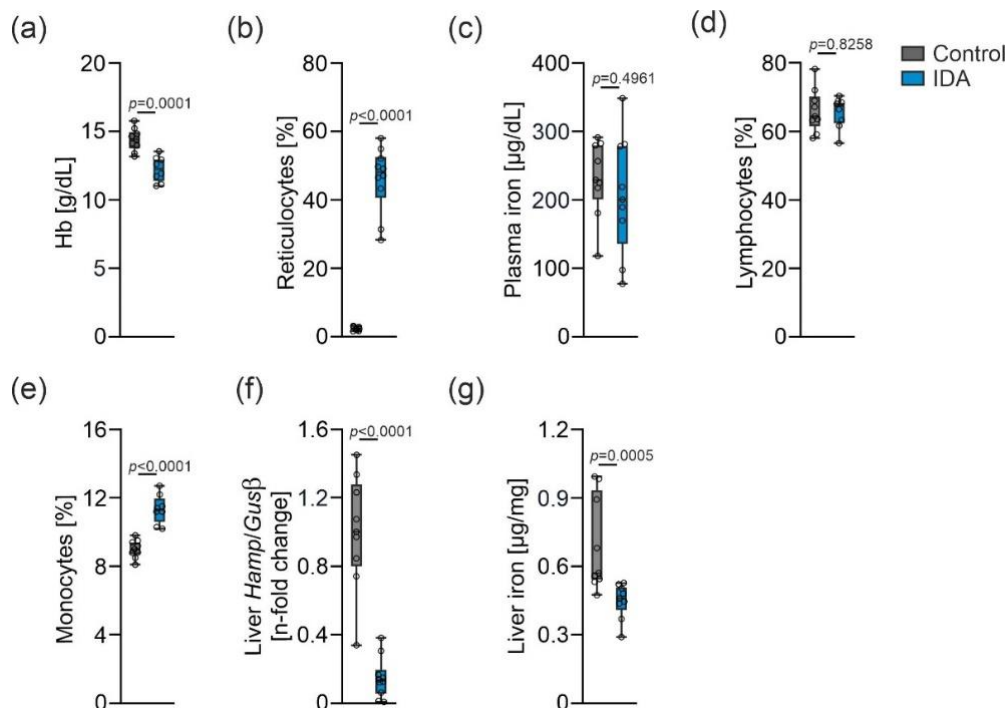 (a)
Hb [g/dL]
20
15
10
5
0
p=0.0001
(b)
Reticulocytes [%]
80
60
40
20
0
p<0.0001
(c)
Plasma iron [µg/dL]
400
300
200
100
0
p=0.4961
(d)
Lymphocytes [%]
80
60
40
20
0
p=0.8258
Control
IDA
(e)
Monocytes [%]
16
12
8
4
0
p<0.0001
(f)
Liver Hamp/Gusβ
[n-fold change]
1.6
1.2
0.8
0.4
0
p<0.0001
(g)
Liver iron [µg/mg]
1.2
0.9
0.6
0.3
0
p=0.0005